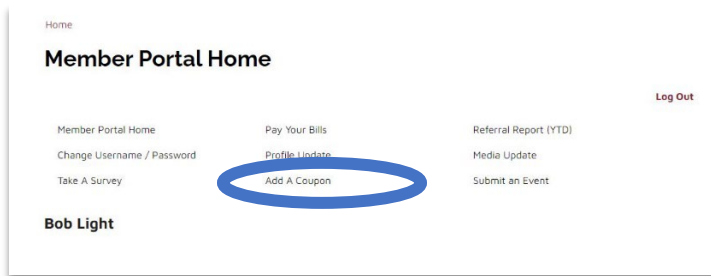 Home
Member Portal Home
Log Out
Member Portal Home Pay Your Bills Referral Report (YTD)
Change Username / Password Profile Update Media Update
Take A Survey Add A Coupon Submit an Event
Bob Light